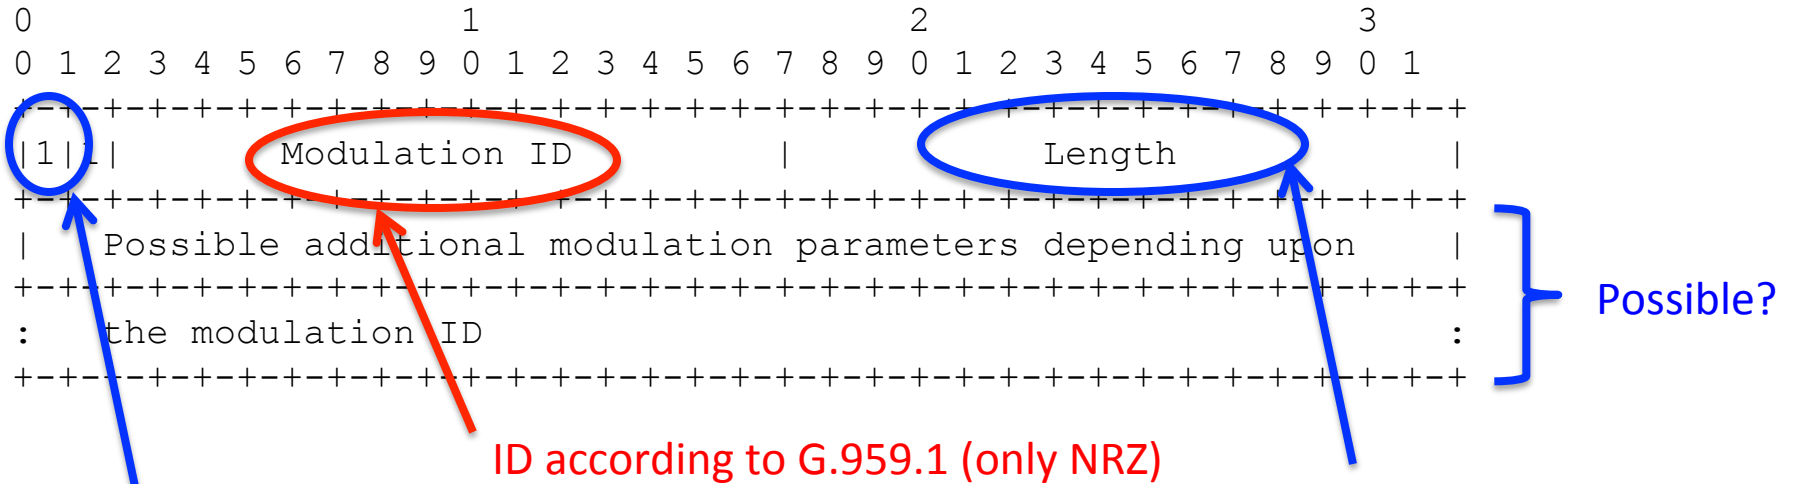 0                   1                   2                   3
0 1 2 3 4 5 6 7 8 9 0 1 2 3 4 5 6 7 8 9 0 1 2 3 4 5 6 7 8 9 0 1
+-+-+-+-+-+-+-+-+-+-+-+-+-+-+-+-+-+-+-+-+-+-+-+-+-+-+-+-+-+-+-+-+
|1|1|       Modulation ID         |           Length            |
+-+-+-+-+-+-+-+-+-+-+-+-+-+-+-+-+-+-+-+-+-+-+-+-+-+-+-+-+-+-+-+-+
|   Possible additional modulation parameters depending upon    |
+-+-+-+-+-+-+-+-+-+-+-+-+-+-+-+-+-+-+-+-+-+-+-+-+-+-+-+-+-+-+-+-+
Possible?
:   the modulation ID                                           :
+-+-+-+-+-+-+-+-+-+-+-+-+-+-+-+-+-+-+-+-+-+-+-+-+-+-+-+-+-+-+-+-+
ID according to G.959.1 (only NRZ)